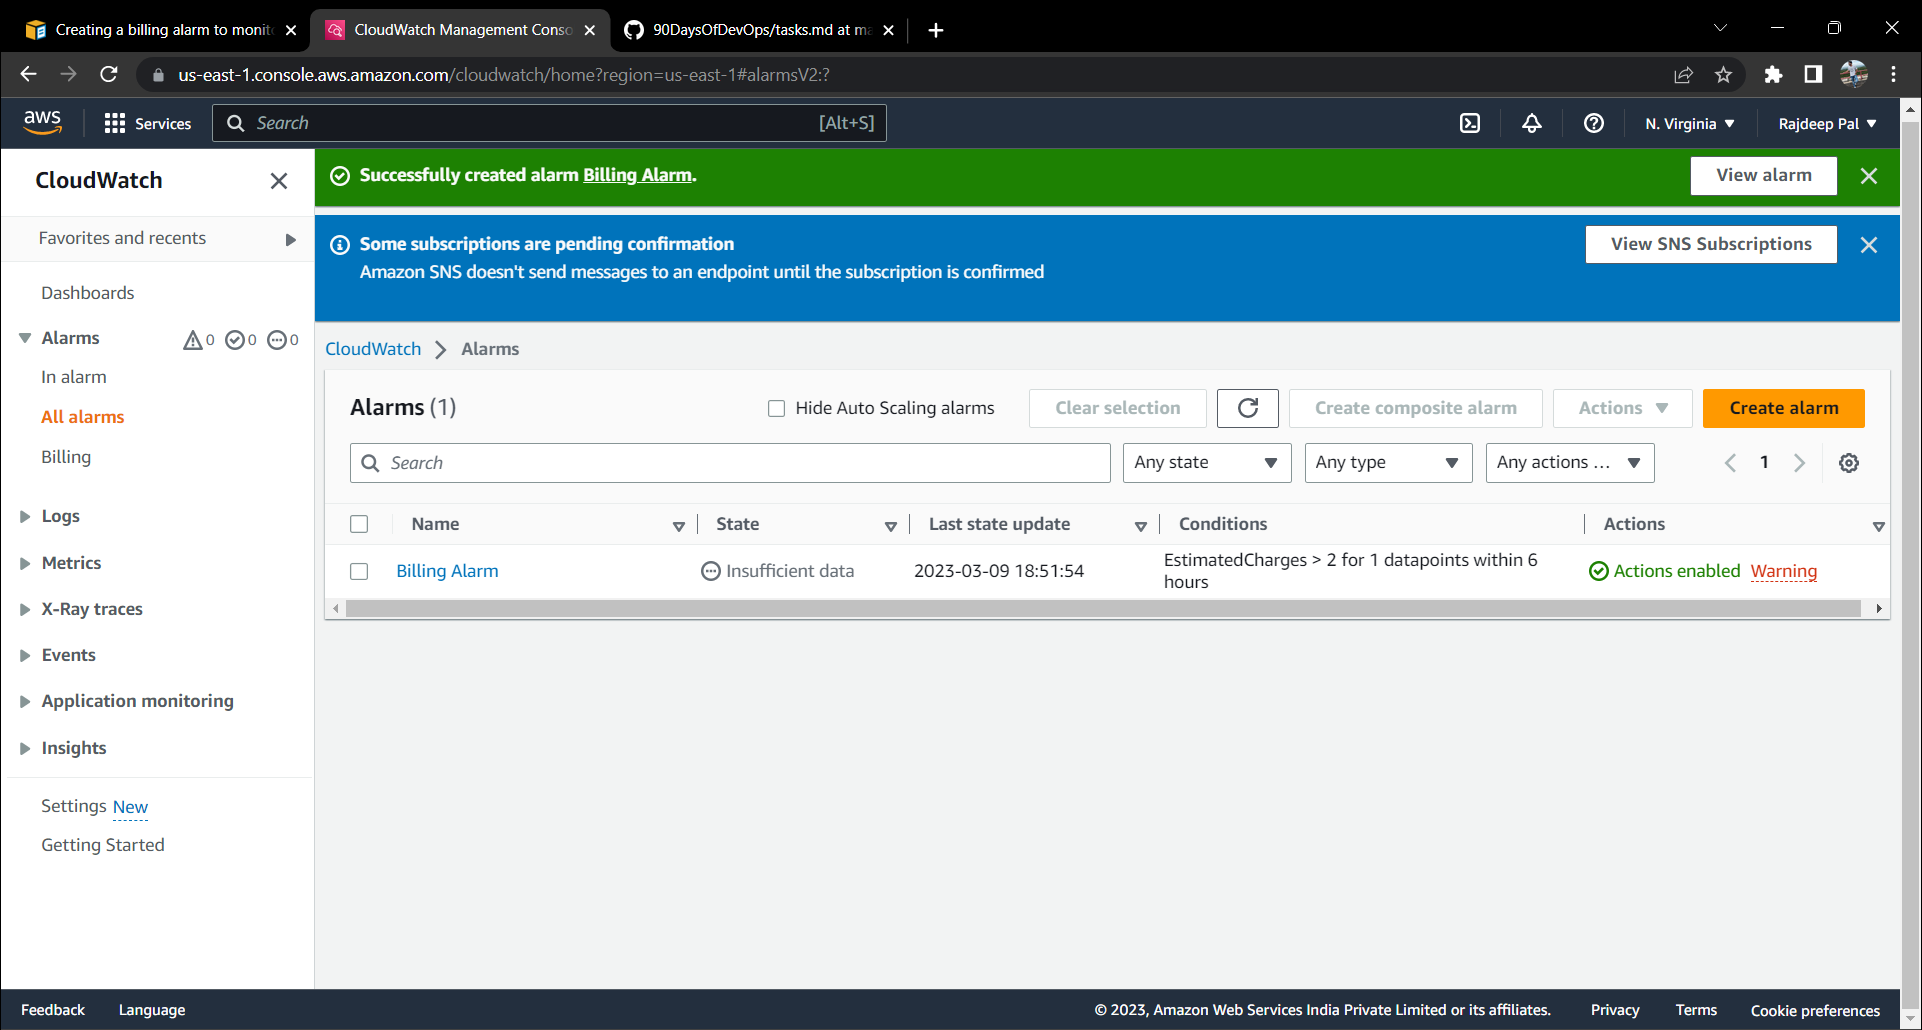 Creating a billing alarm to monit
CloudWatch Management Conso
90DaysOfDevOps/tasks.md at ma
us-east-1.console.aws.amazon.com/cloudwatch/home?region=us-east-1#alarmsV2:?
aws
Services
Search
[Alt+S]
N. Virginia
Rajdeep Pal
CloudWatch
Favorites and recents
Dashboards
Alarms
0
0
0
In alarm
All alarms
Billing
Logs
Metrics
X-Ray traces
Events
Application monitoring
Insights
Settings New
Getting Started
Successfully created alarm Billing Alarm.
View alarm
Some subscriptions are pending confirmation
Amazon SNS doesn't send messages to an endpoint until the subscription is confirmed
View SNS Subscriptions
CloudWatch
Alarms
Alarms (1)
Hide Auto Scaling alarms
Clear selection
Create composite alarm
Actions
Create alarm
Search
Any state
Any type
Any actions ...
1
Name
State
Last state update
Conditions
Actions
Billing Alarm
Insufficient data
2023-03-09 18:51:54
EstimatedCharges > 2 for 1 datapoints within 6
hours
Actions enabled
Warning
Feedback
Language
© 2023, Amazon Web Services India Private Limited or its affiliates.
Privacy
Terms
Cookie preferences